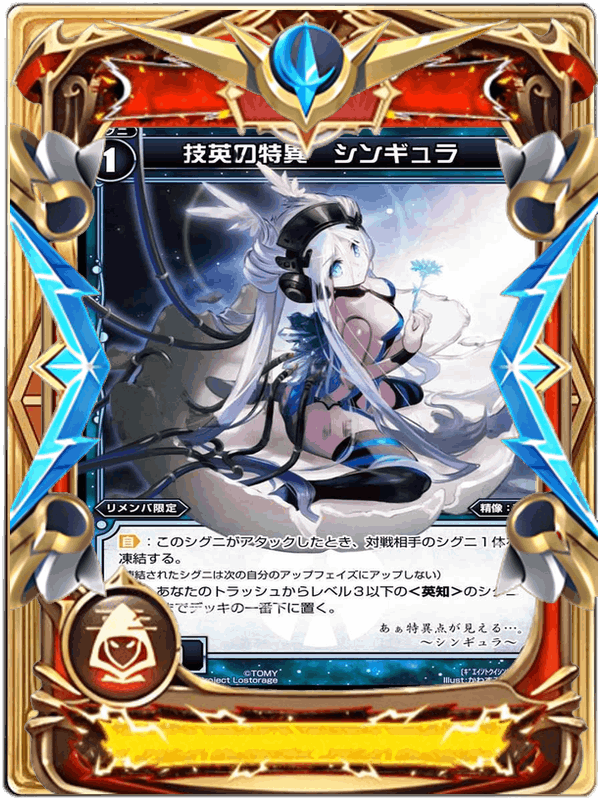 1
技英の特異 シンギュラ
リメンバ限定
精像:
自:このシグニがアタックしたとき、対戦相手のシグニ1体を
凍結する。
凍結されたシグニは次の自分のアップフェイズにアップしない)
あなたのトラッシュからレベル3以下の<英知>のシグニ
までデッキの一番下に置く。
あぁ特異点が見える…。
~シンギュラ~
©TOMY
Project Lostorage
Illust:かわす